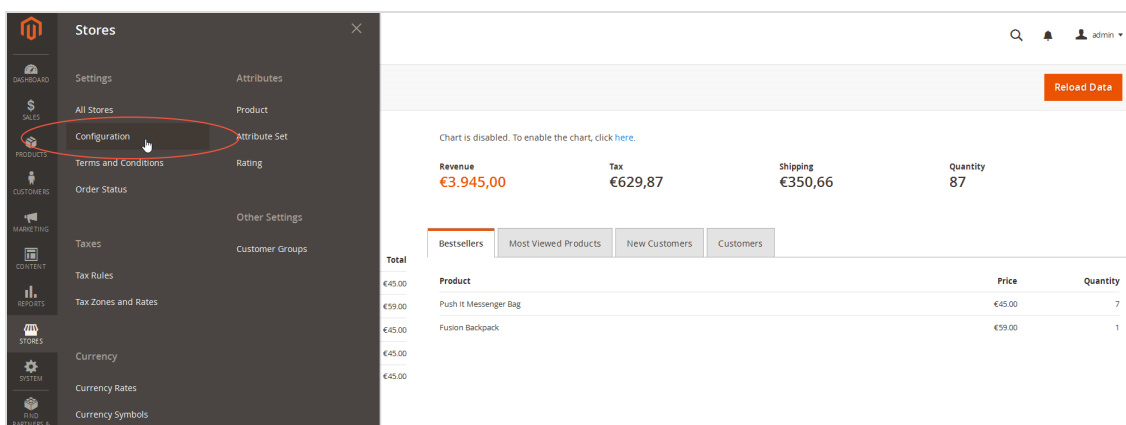 DASHBOARD
SALES
PRODUCTS
CUSTOMERS
MARKETING
CONTENT
REPORTS
STORES
SYSTEM
FIND
PARTNERS &
Stores
Settings
All Stores
Configuration
Terms and Conditions
Order Status
Taxes
Tax Rules
Tax Zones and Rates
Currency
Currency Rates
Currency Symbols
Attributes
Product
Attribute Set
Rating
Other Settings
Customer Groups
admin
Reload Data
Chart is disabled. To enable the chart, click here.
Revenue Tax Shipping Quantity
€3.945,00 €629,87 €350,66 87
Total
€45.00
€59.00
€45.00
€45.00
€45.00
Bestsellers Most Viewed Products New Customers Customers
Product Price Quantity
Push It Messenger Bag €45.00 7
Fusion Backpack €59.00 1